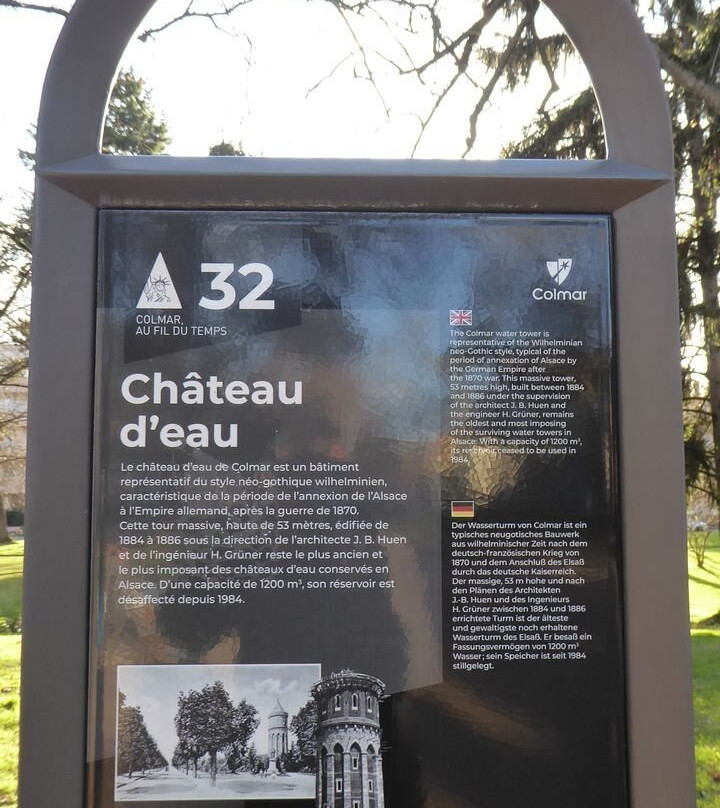 32
COLMAR,
AU FIL DU TEMPS
Colmar
Château
d'eau
Le château d'eau de Colmar est un bâtiment
représentatif du style néo-gothique wilhelminien,
caractéristique de la période de l'annexion de l'Alsace
à l'Empire allemand, après la guerre de 1870.
Cette tour massive, haute de 53 mètres, édifiée de
1884 à 1886 sous la direction de l'architecte J. B. Huen
et de l'ingénieur H. Grüner reste le plus ancien et
le plus imposant des châteaux d'eau conservés en
Alsace. D'une capacité de 1200 m³, son réservoir est
désaffecté depuis 1984.
The Colmar water tower is
representative of the Wilhelminian
neo-Gothic style, typical of the
period of annexation of Alsace by
the German Empire after
the 1870 war. This massive tower,
53 metres high, built between 1884
and 1886 under the supervision
of the architect J. B. Huen and
the engineer H. Grüner, remains
the oldest and most imposing
of the surviving water towers in
Alsace. With a capacity of 1200 m³,
its reservoir ceased to be used in
1984.
Der Wasserturm von Colmar ist ein
typisches neugotisches Bauwerk
aus wilhelminischer Zeit nach dem
deutsch-französischen Krieg von
1870 und dem Anschluß des Elsaß
durch das deutsche Kaiserreich.
Der massige, 53 m hohe und nach
den Plänen des Architekten
J.-B. Huen und des Ingenieurs
H. Grüner zwischen 1884 und 1886
errichtete Turm ist der älteste
und gewaltigste noch erhaltene
Wasserturm des Elsaß. Er besaß ein
Fassungsvermögen von 1200 m³
Wasser; sein Speicher ist seit 1984
stillgelegt.